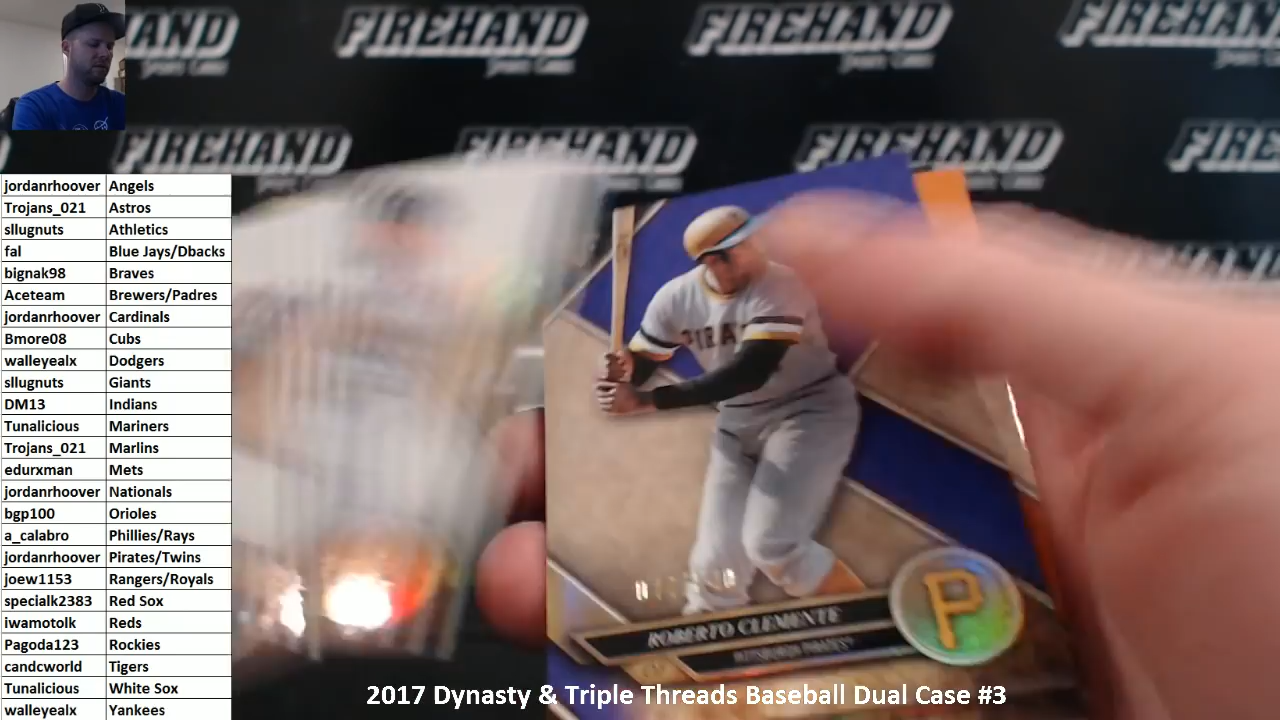 FIREHAND FIREHAND FIREHAND FIREHAND
FIREHAND FIREHAND FIREHAND FIREHAND
jordanrhoover Angels
Trojans_021 Astros
sllugnuts Athletics
fal Blue Jays/Dbacks
bignak98 Braves
Aceteam Brewers/Padres
jordanrhoover Cardinals
Bmore08 Cubs
walleyealx Dodgers
sllugnuts Giants
DM13 Indians
Tunalicious Mariners
Trojans_021 Marlins
edurxman Mets
jordanrhoover Nationals
bgp100 Orioles
a_calabro Phillies/Rays
jordanrhoover Pirates/Twins
joew1153 Rangers/Royals
specialk2383 Red Sox
iwamotolk Reds
Pagoda123 Rockies
candcworld Tigers
Tunalicious White Sox
walleyealx Yankees
ROBERTO CLEMENTE
PITTSBURGH PIRATES
P
2017 Dynasty & Triple Threads Baseball Dual Case #3